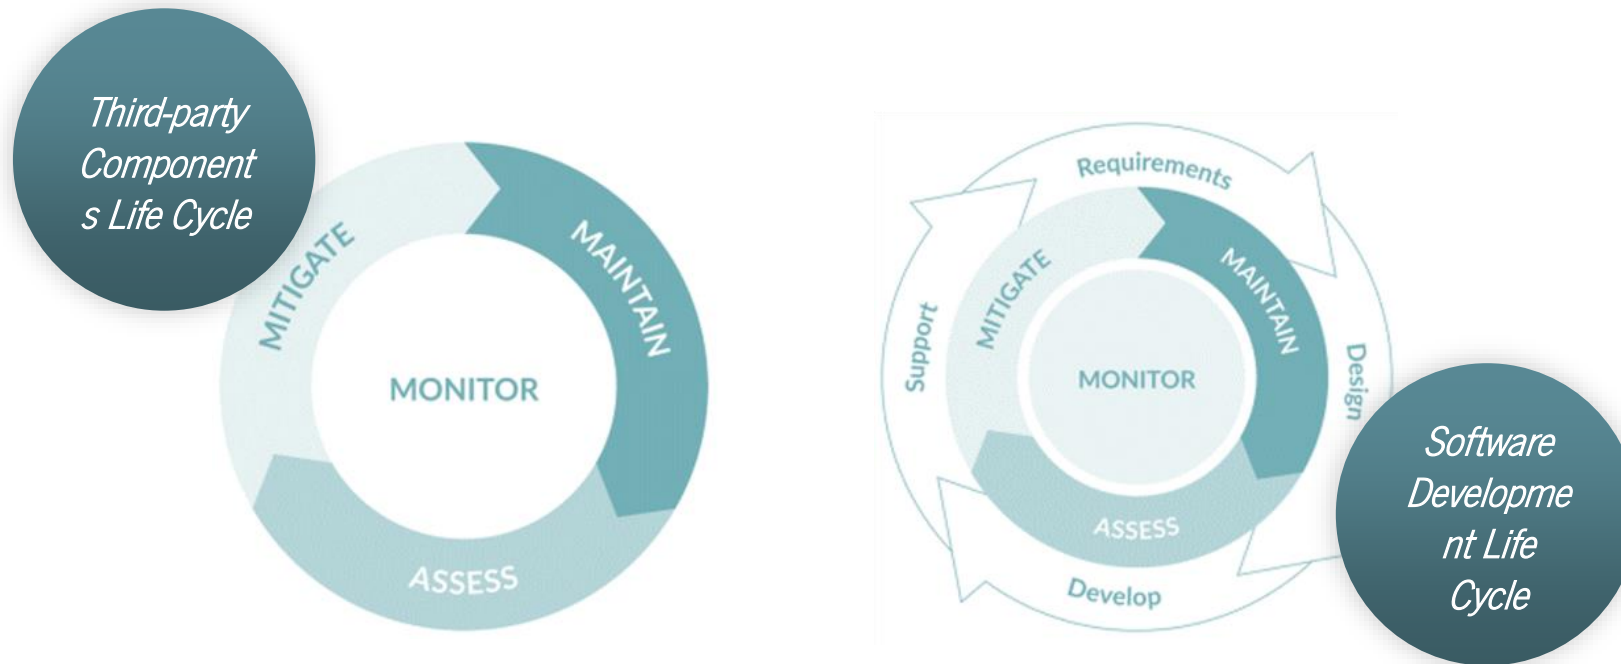 Third-party
Component
s Life Cycle
MITIGATE
MAINTAIN
MONITOR
ASSESS
Requirements
Support
Design
Develop
MITIGATE
MAINTAIN
MONITOR
ASSESS
Software
Developme
nt Life
Cycle